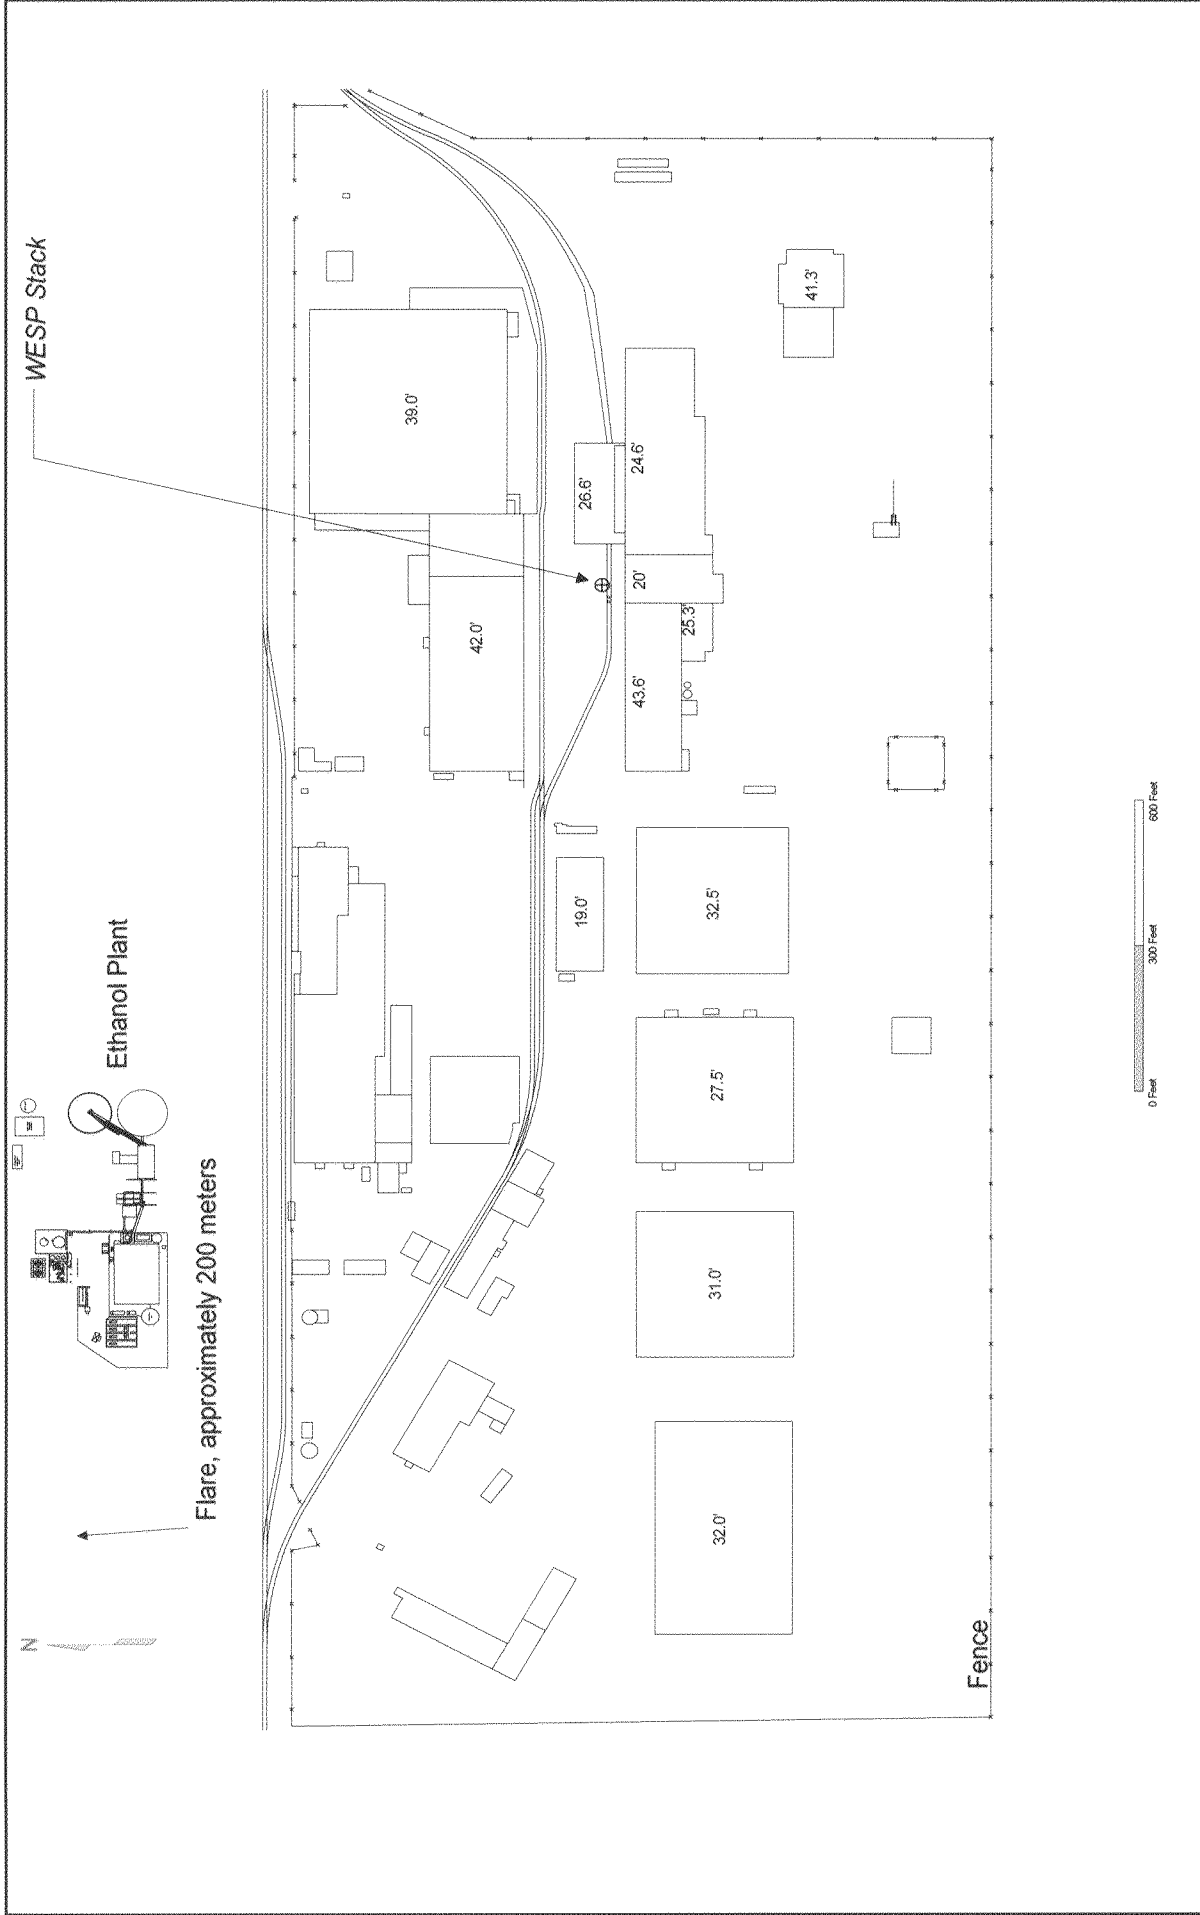 N
Flare, approximately 200 meters
Ethanol Plant
WESP Stack
39.0'
42.0'
26.6'
24.6'
20'
25.3'
43.6'
41.3'
19.0'
32.5'
27.5'
31.0'
32.0'
Fence
0 Feet
300 Feet
600 Feet